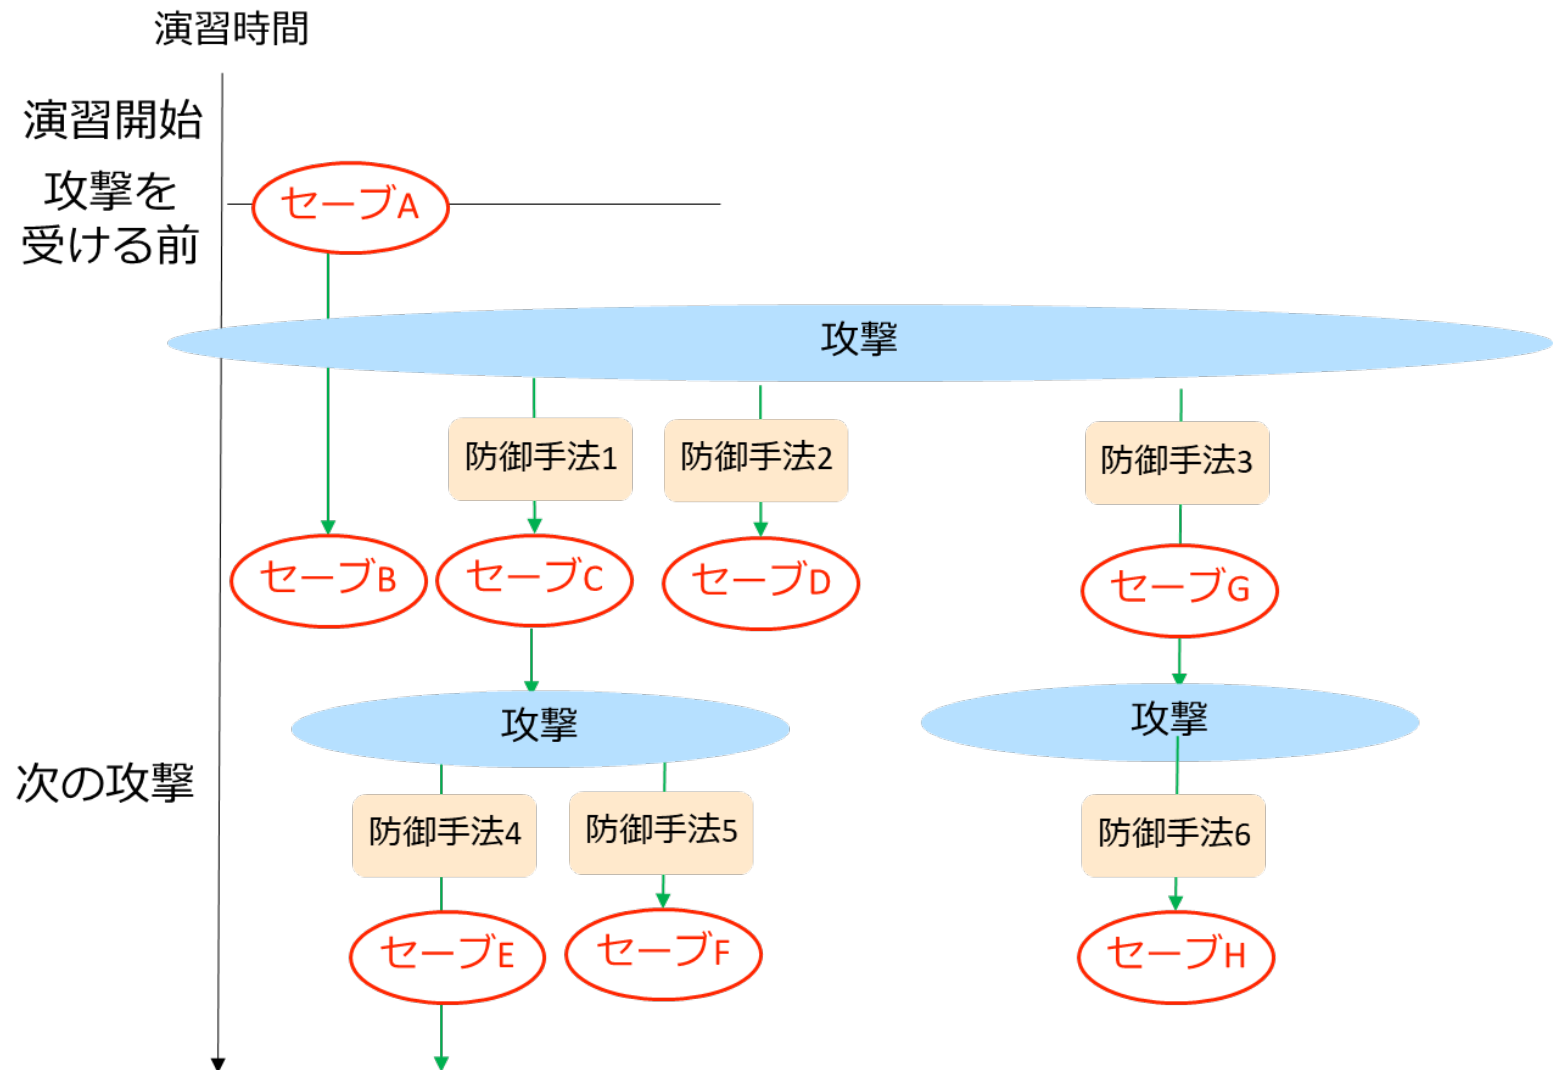 演習時間
演習開始
攻撃を
受ける前
セーブA
攻撃
防御手法1
防御手法2
防御手法3
セーブB
セーブC
セーブD
セーブG
攻撃
攻撃
次の攻撃
防御手法4
防御手法5
防御手法6
セーブE
セーブF
セーブH